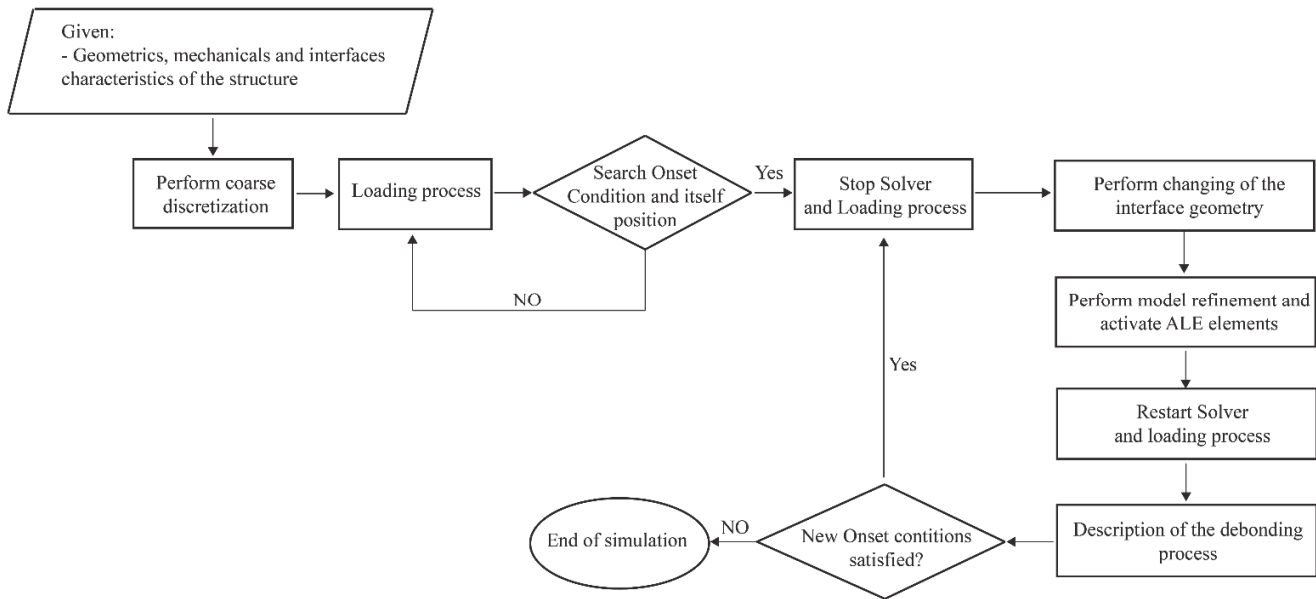 Given:
- Geometrics, mechanicals and interfaces
characteristics of the structure
Perform coarse
discretization
Loading process
Search Onset
Condition and itself
position
Yes
NO
Stop Solver
and Loading process
Perform changing of the
interface geometry
Perform model refinement and
activate ALE elements
Restart Solver
and loading process
Description of the debonding
process
New Onset contitions
satisfied?
Yes
NO
End of simulation